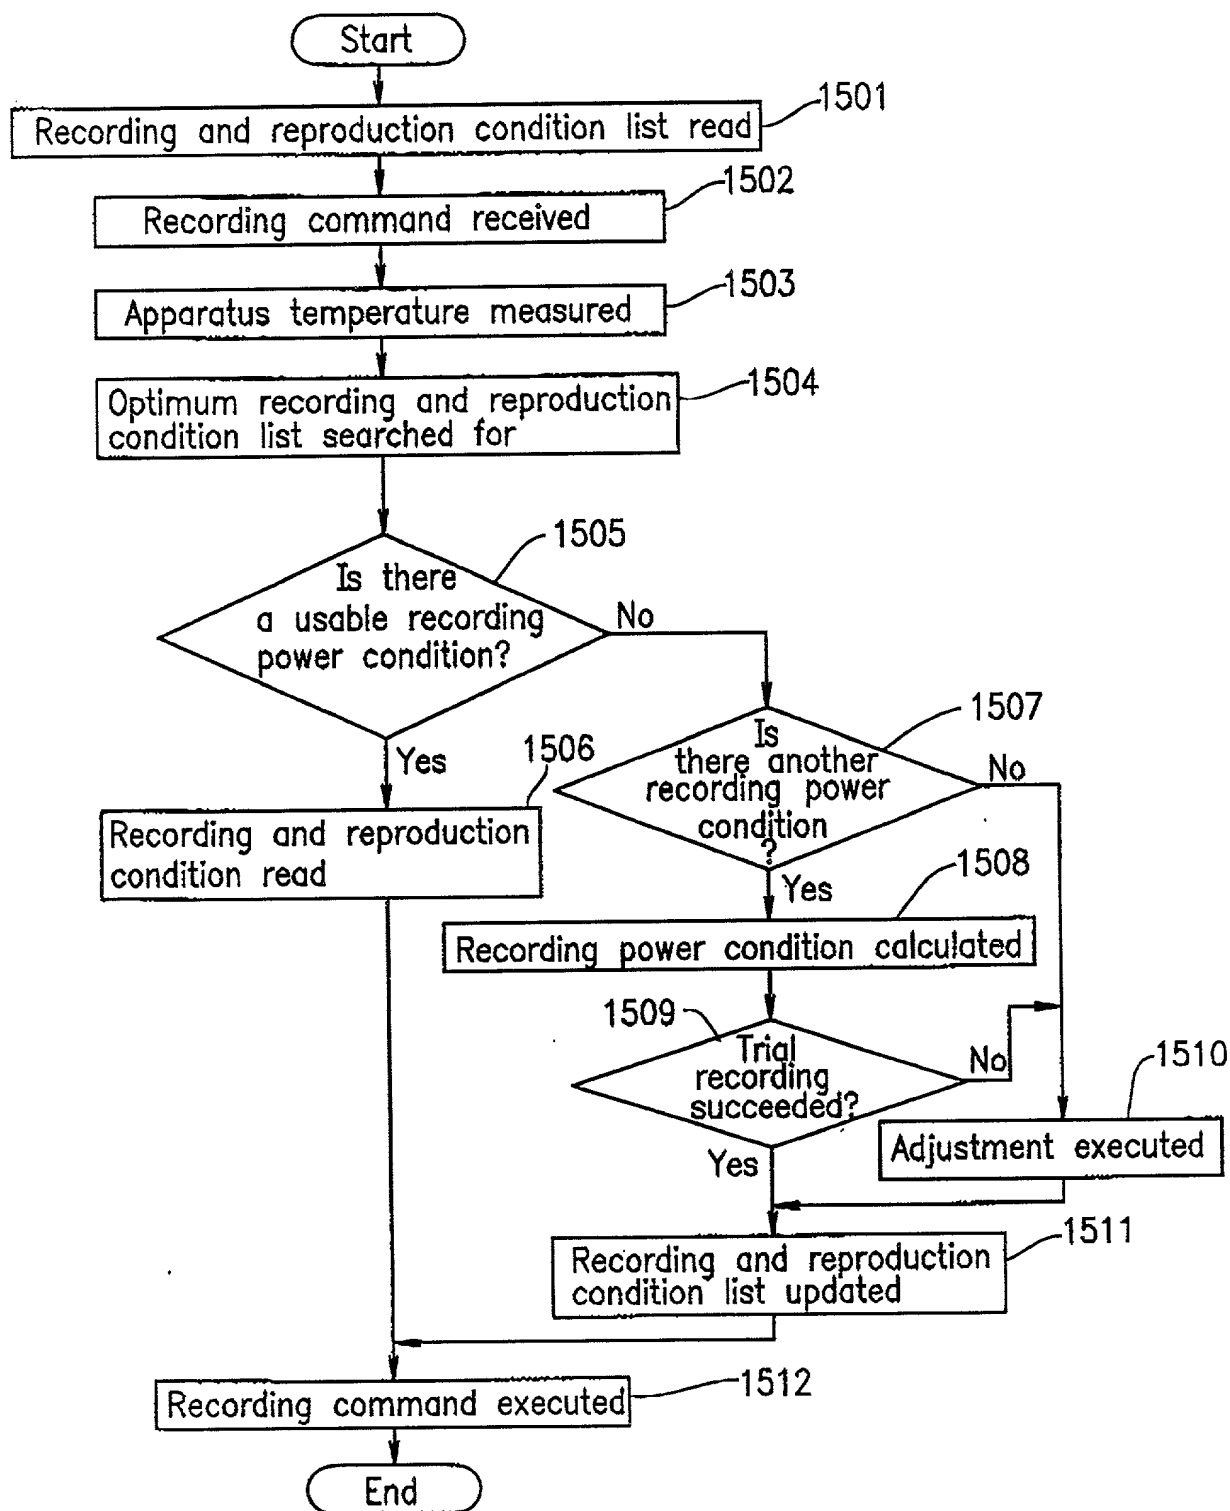 Start
Recording and reproduction condition list read
1501
Recording command received
1502
Apparatus temperature measured
1503
Optimum recording and reproduction
condition list searched for
1504
Is there
a usable recording
power condition?
1505
No
Yes
1506
Recording and reproduction
condition read
Is
there another
recording power
condition
?
1507
No
Yes
1508
Recording power condition calculated
1509
Trial
recording
succeeded?
No
Yes
1510
Adjustment executed
1511
Recording and reproduction
condition list updated
Recording command executed
1512
End